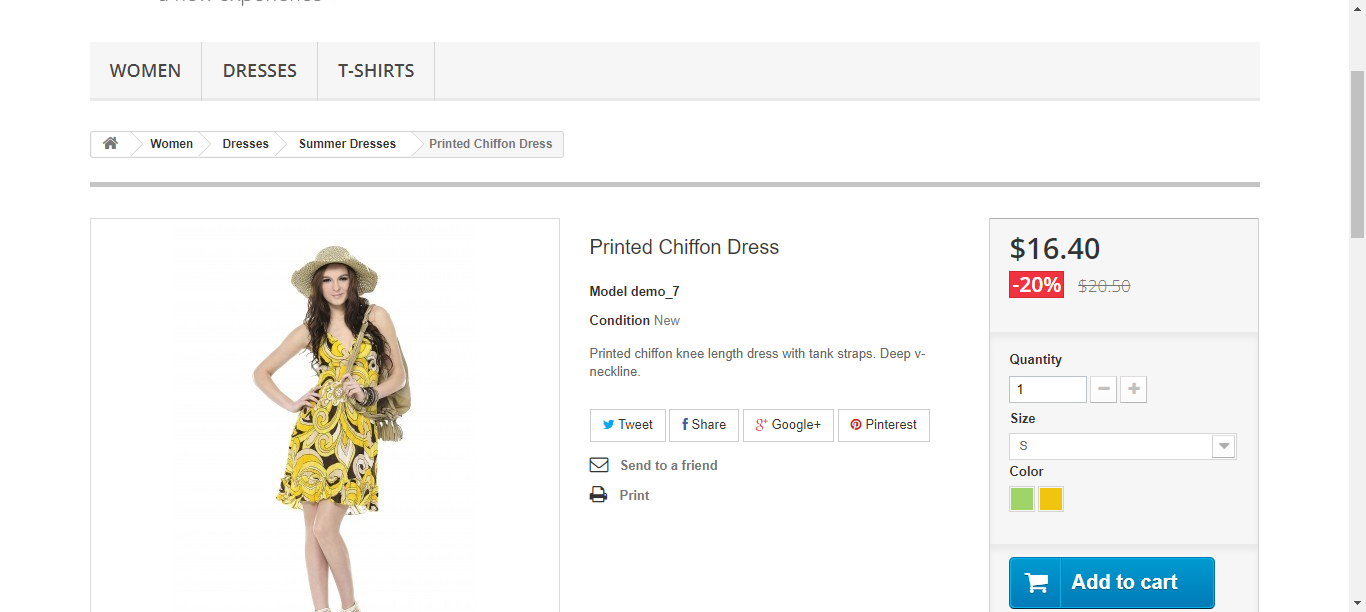 a new experience
WOMEN
DRESSES
T-SHIRTS
Women
Dresses
Summer Dresses
Printed Chiffon Dress
Printed Chiffon Dress
Model demo_7
Condition New
Printed chiffon knee length dress with tank straps. Deep v-
neckline.
Tweet
Share
Google+
Pinterest
Send to a friend
Print
$16.40
-20% $20.50
Quantity
1
Size
S
Color
Add to cart